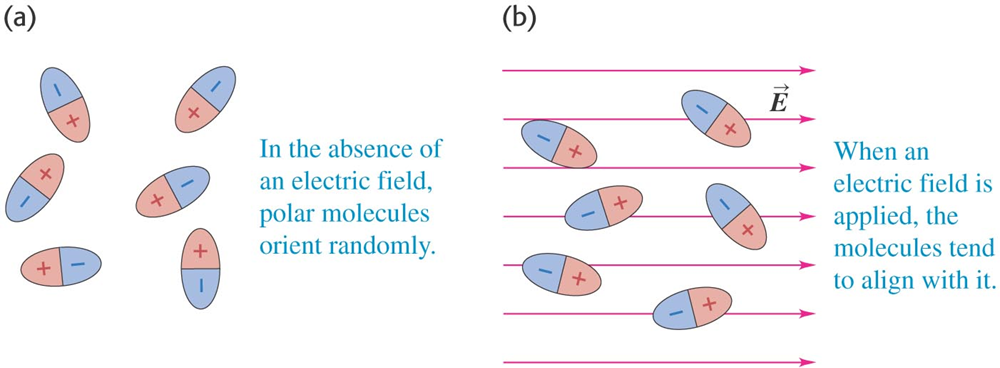 (a)
In the absence of
an electric field,
polar molecules
orient randomly.
(b)
E
When an
electric field is
applied, the
molecules tend
to align with it.